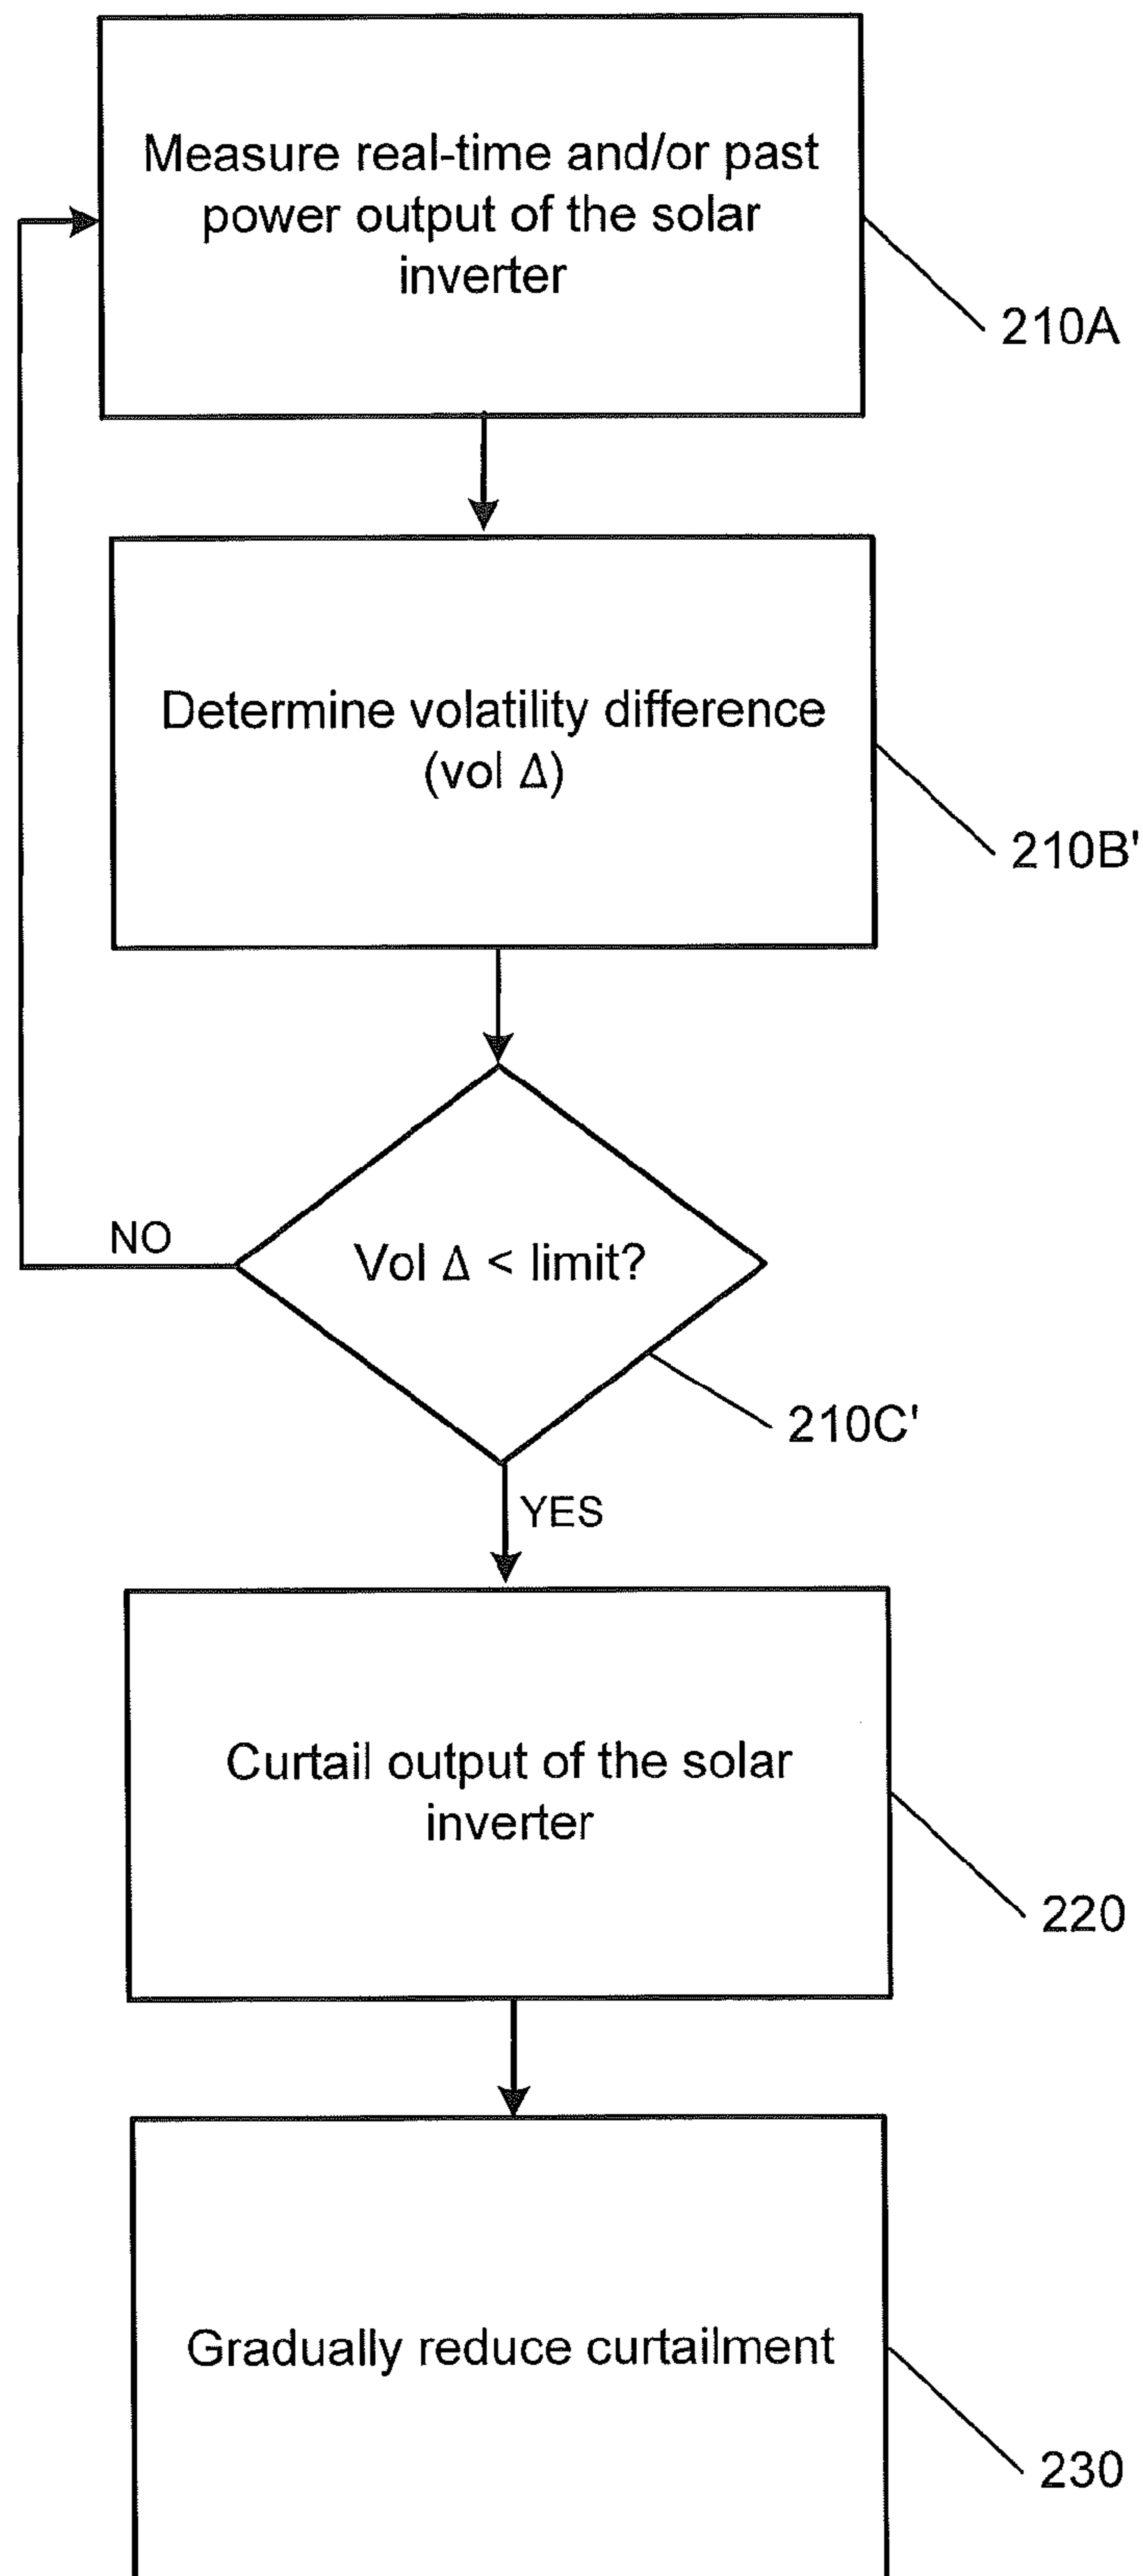 Measure real-time and/or past
power output of the solar
inverter
210A
Determine volatility difference
(vol Δ)
210B'
NO
Vol Δ < limit?
210C'
YES
Curtail output of the solar
inverter
220
Gradually reduce curtailment
230